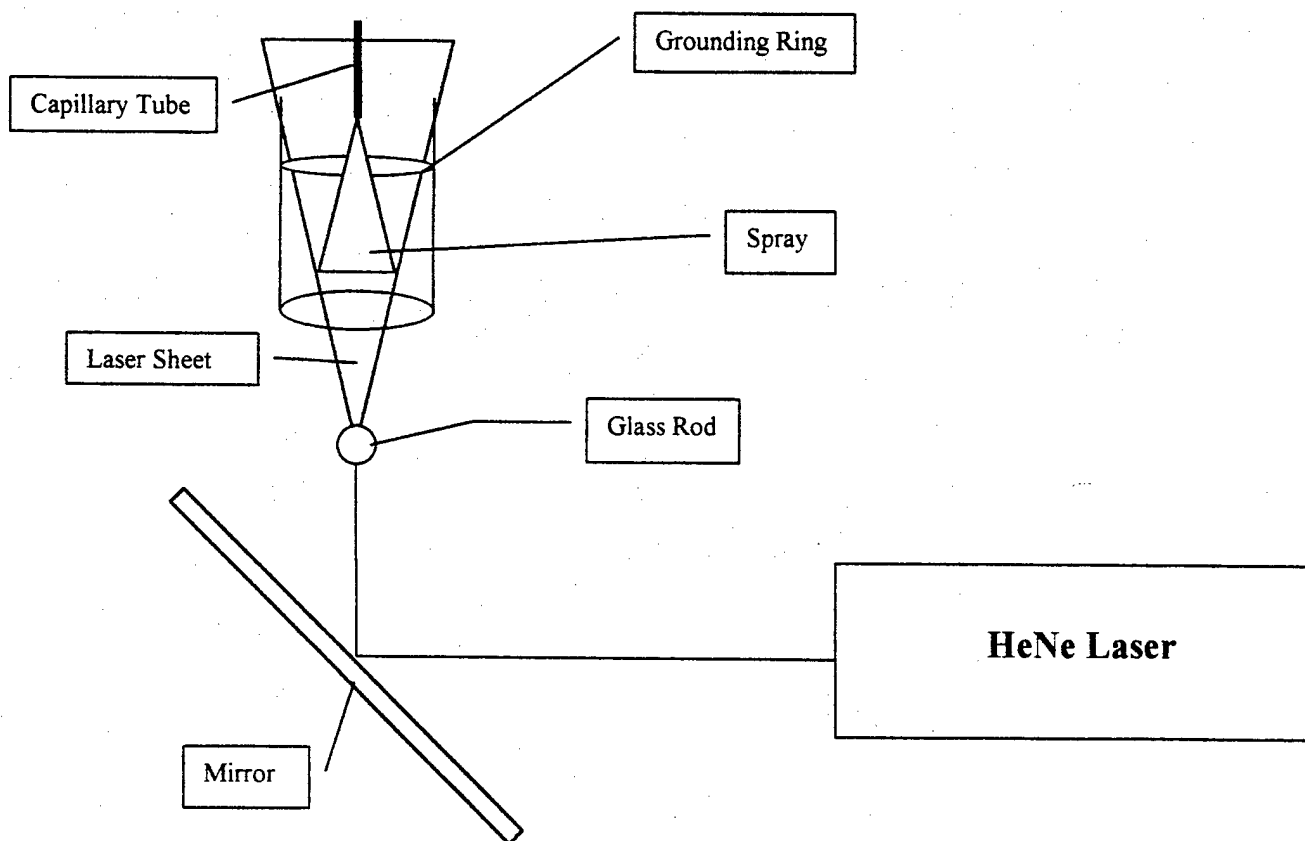 Grounding Ring
Capillary Tube
Spray
Laser Sheet
Glass Rod
HeNe Laser
Mirror